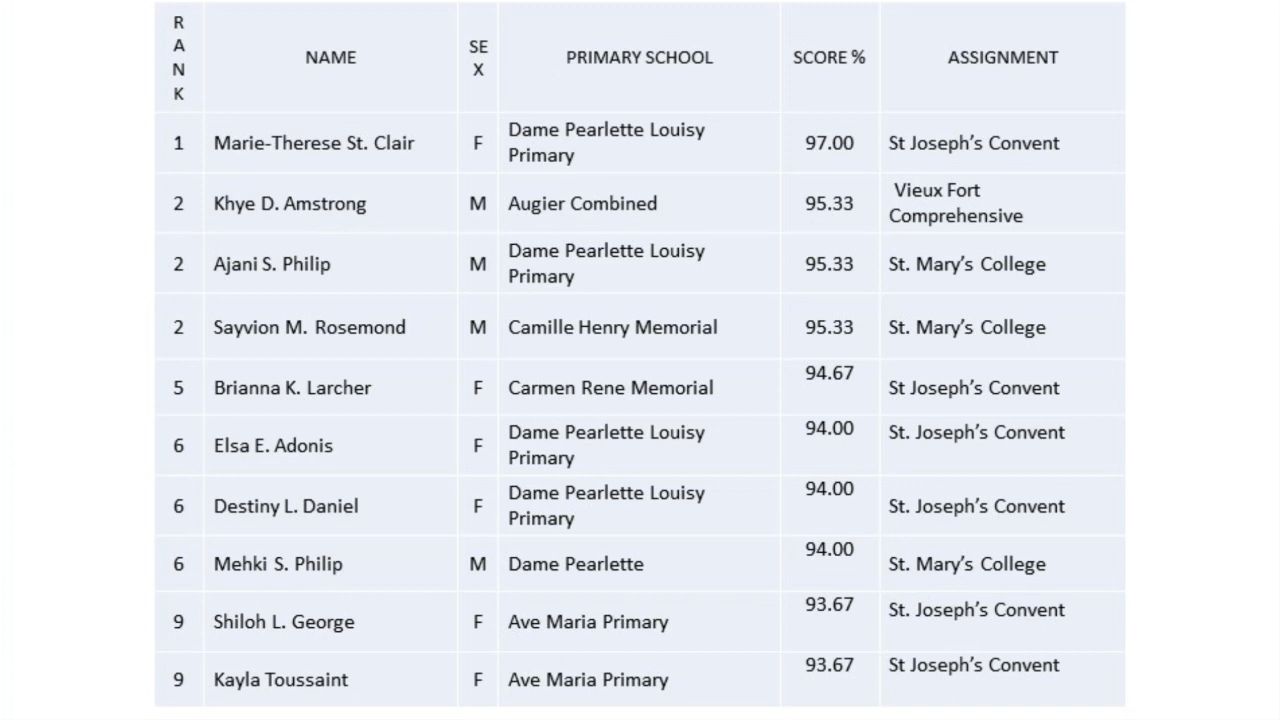 RANK NAME SEX PRIMARY SCHOOL SCORE % ASSIGNMENT
1 Marie-Therese St. Clair F Dame Pearlette Louisy Primary 97.00 St Joseph's Convent
2 Khye D. Amstrong M Augier Combined 95.33 Vieux Fort Comprehensive
2 Ajani S. Philip M Dame Pearlette Louisy Primary 95.33 St. Mary's College
2 Sayvion M. Rosemond M Camille Henry Memorial 95.33 St. Mary's College
5 Brianna K. Larcher F Carmen Rene Memorial 94.67 St Joseph's Convent
6 Elsa E. Adonis F Dame Pearlette Louisy Primary 94.00 St. Joseph's Convent
6 Destiny L. Daniel F Dame Pearlette Louisy Primary 94.00 St. Joseph's Convent
6 Mehki S. Philip M Dame Pearlette 94.00 St. Mary's College
9 Shiloh L. George F Ave Maria Primary 93.67 St. Joseph's Convent
9 Kayla Toussaint F Ave Maria Primary 93.67 St Joseph's Convent